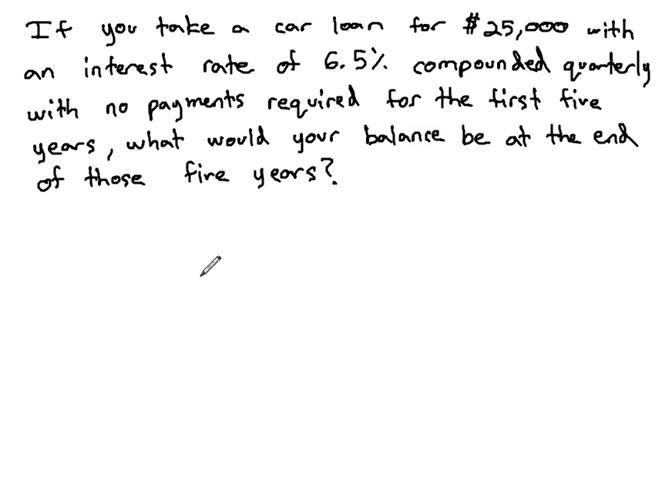 If you take a car loan for $25,000 with
an interest rate of 6.5% compounded quarterly
with no payments required for the first five
years, what would your balance be at the end
of those five years?